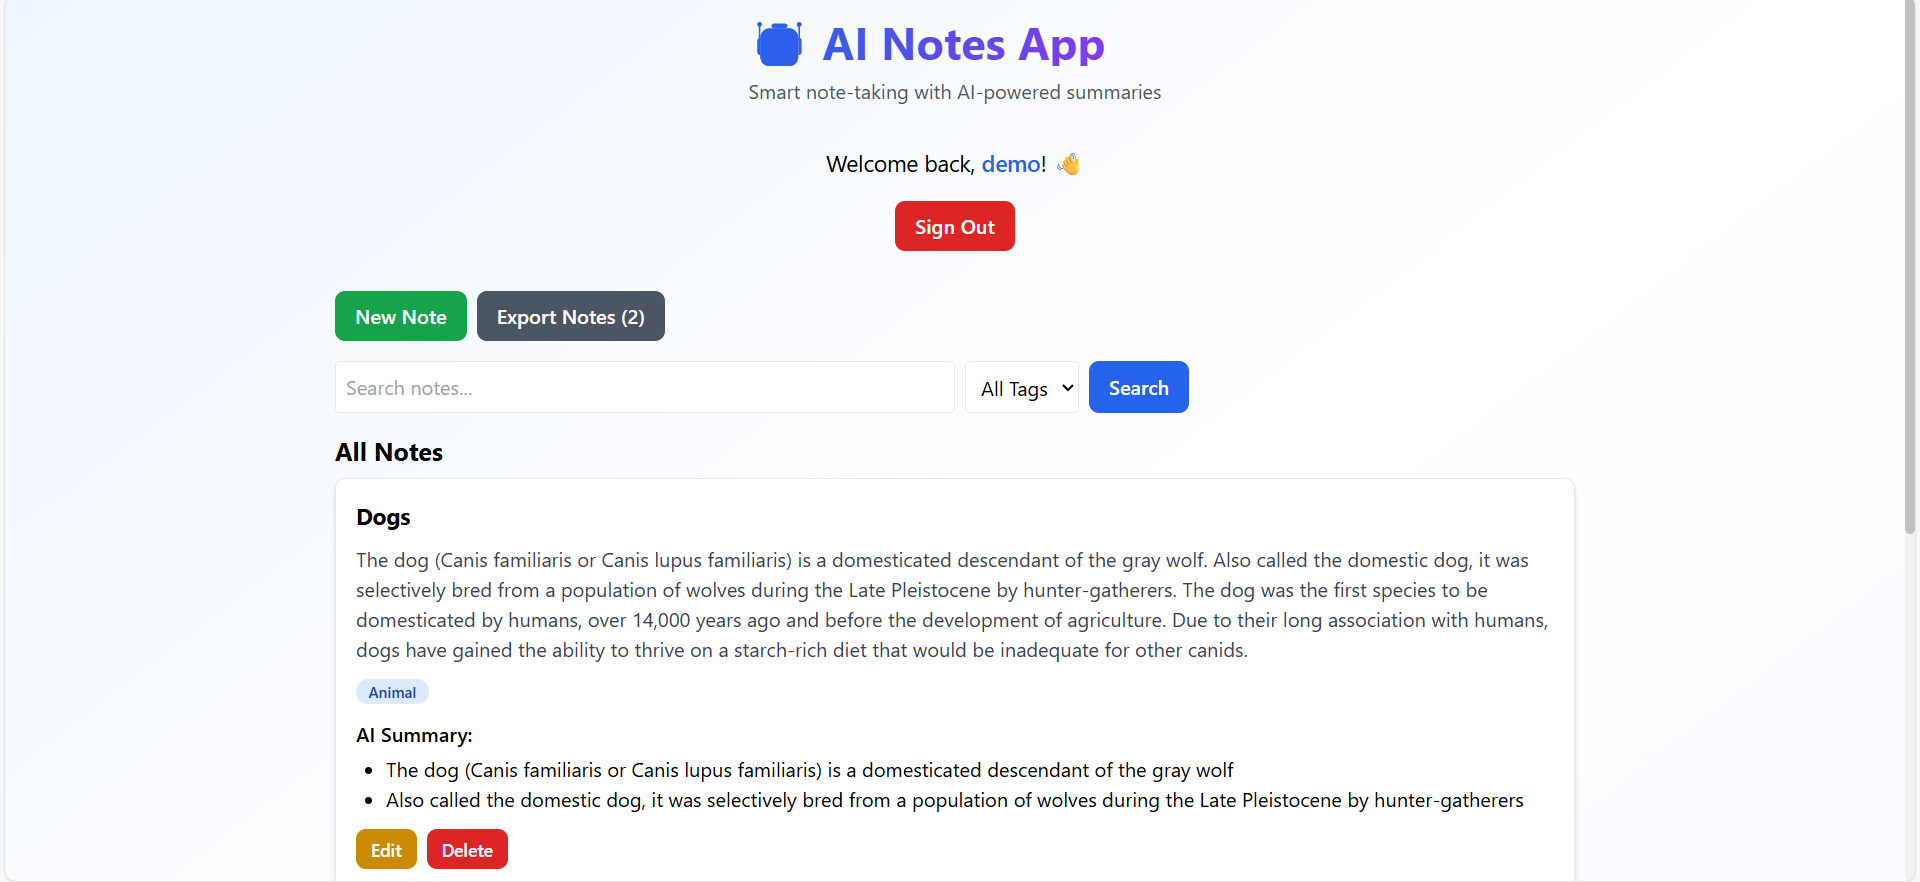 AI Notes App
Smart note-taking with AI-powered summaries
Welcome back, demo! 👋
Sign Out
New Note
Export Notes (2)
Search notes...
All Tags
Search
All Notes
Dogs
The dog (Canis familiaris or Canis lupus familiaris) is a domesticated descendant of the gray wolf. Also called the domestic dog, it was
selectively bred from a population of wolves during the Late Pleistocene by hunter-gatherers. The dog was the first species to be
domesticated by humans, over 14,000 years ago and before the development of agriculture. Due to their long association with humans,
dogs have gained the ability to thrive on a starch-rich diet that would be inadequate for other canids.
Animal
AI Summary:
• The dog (Canis familiaris or Canis lupus familiaris) is a domesticated descendant of the gray wolf
• Also called the domestic dog, it was selectively bred from a population of wolves during the Late Pleistocene by hunter-gatherers
Edit
Delete